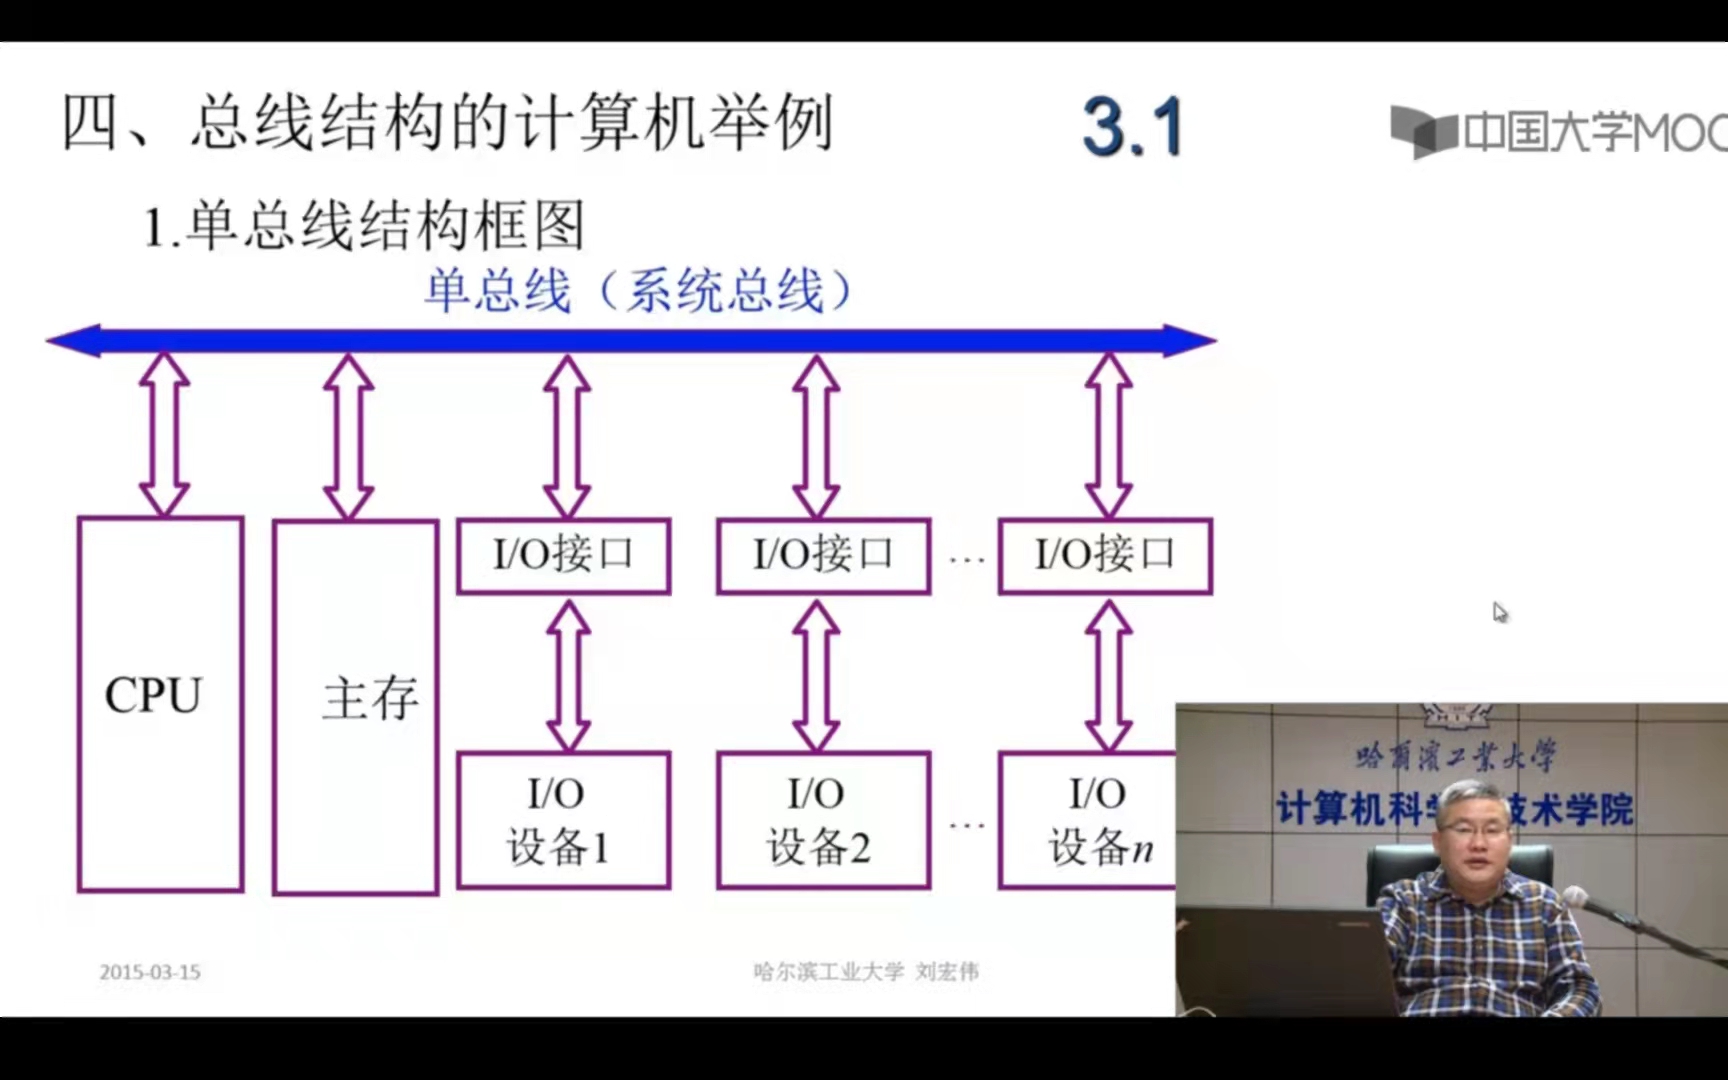 四、总线结构的计算机举例
3.1
中国大学MOO
1.单总线结构框图
单总线（系统总线）
CPU
主存
I/O接口
I/O接口
…
I/O接口
I/O
设备1
I/O
设备2
…
I/O
设备n
哈尔滨工业大学
计算机科学 技术学院
2015-03-15
哈尔滨工业大学 刘宏伟